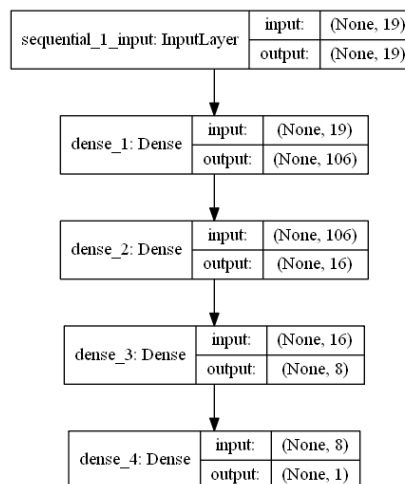 sequential_1_input: InputLayer
input: (None, 19)
output: (None, 19)
dense_1: Dense
input: (None, 19)
output: (None, 106)
dense_2: Dense
input: (None, 106)
output: (None, 16)
dense_3: Dense
input: (None, 16)
output: (None, 8)
dense_4: Dense
input: (None, 8)
output: (None, 1)